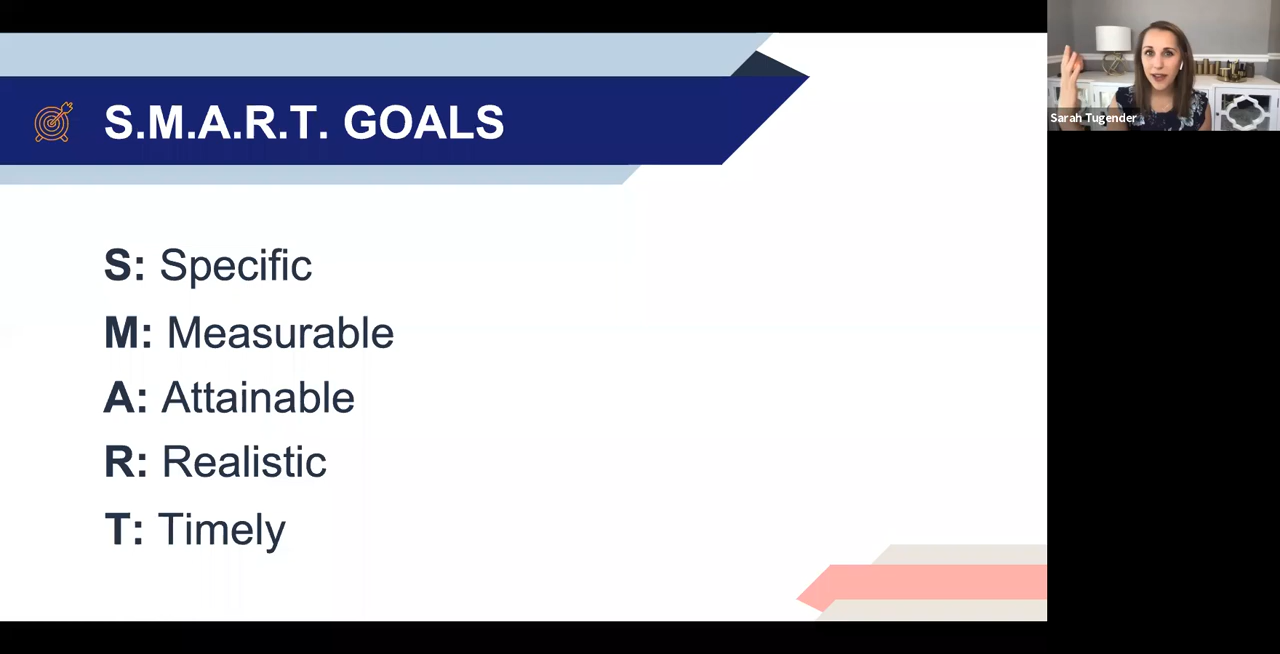 S.M.A.R.T. GOALS
S: Specific
M: Measurable
A: Attainable
R: Realistic
T: Timely
Sarah Tugender